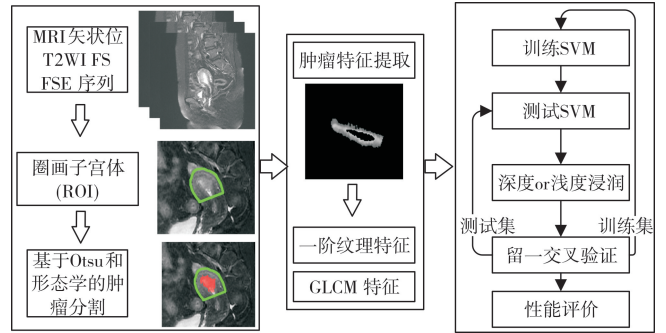 MRI矢状位
T2WI FS
FSE 序列
圈画子宫体
(ROI)
基于Otsu和
形态学的肿
瘤分割
肿瘤特征提取
一阶纹理特征
GLCM 特征
训练SVM
测试SVM
深度or浅度浸润
测试集
训练集
留一交叉验证
性能评价